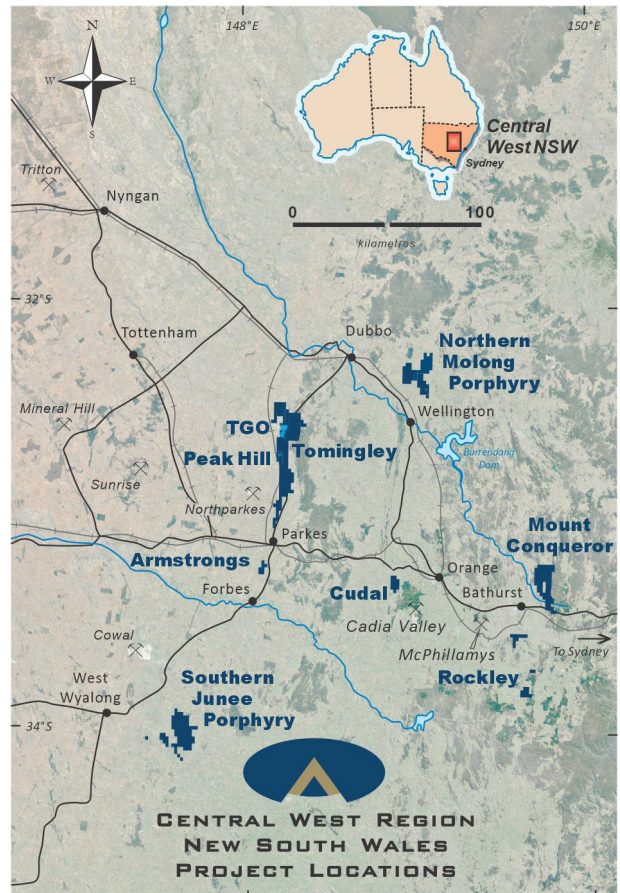 148°E
150°E
N
W
E
S
Central
West NSW
Sydney
Tritton
Nyngan
0
100
kilometres
32°S
Tottenham
Dubbo
Northern
Molong
Porphyry
Mineral Hill
TGO
Wellington
Peak Hill
Tomingley
Burrendong
Dam
Sunrise
Northparkes
Mount
Conqueror
Parkes
Armstrongs
Orange
Cudal
Bathurst
Forbes
Cadia Valley
Cowal
McPhillamys
To Sydney
West
Wyalong
Southern
Junee
Porphyry
Rockley
34°S
Central West Region
New South Wales
Project Locations